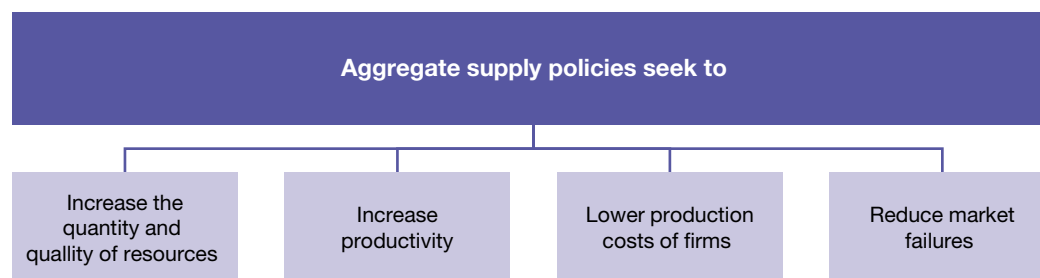 Aggregate supply policies seek to
Increase the
quantity and
quallity of resources
Increase
productivity
Lower production
costs of firms
Reduce market
failures